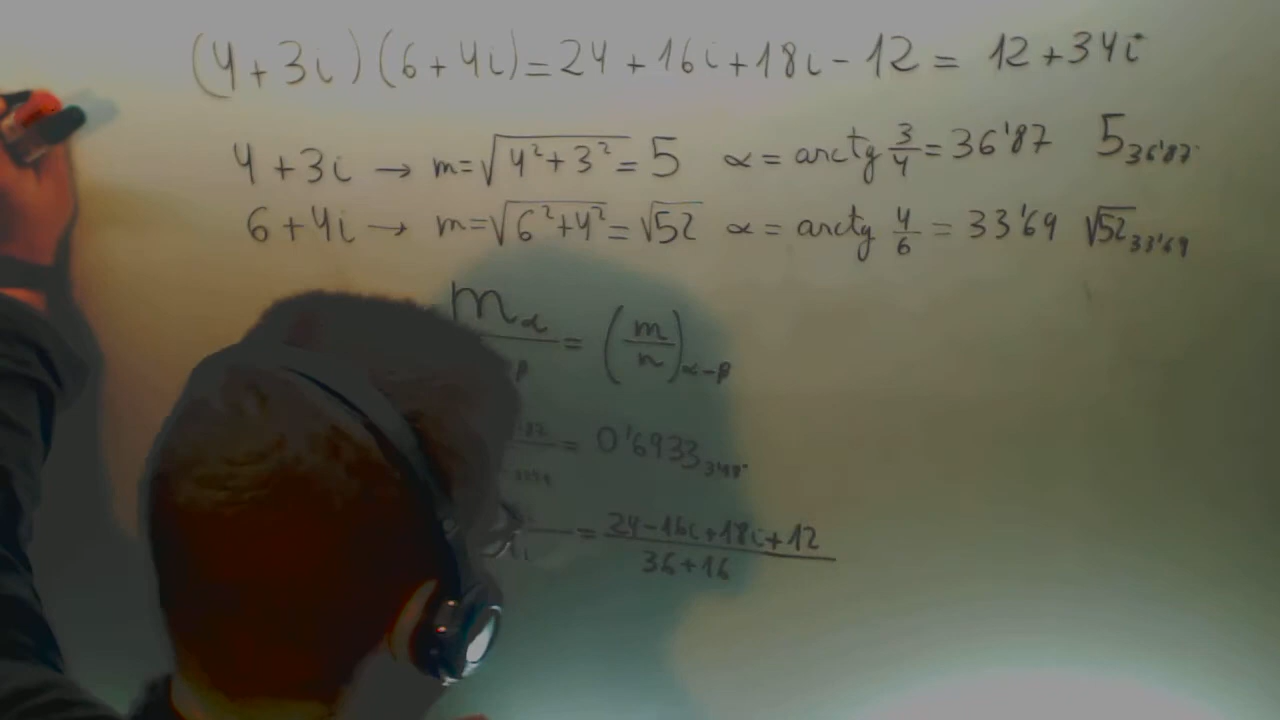 (4+3i)(6+4i)=24+16i+18i-12= 12+34i
4+3i → m=√4²+3²=5 α=arctg 3/4=36'87 5₃₆'₈₇
6+4i → m=√6²+4²=√52 α=arctg 4/6=33'69 √52₃₃'₆₉
m_α/β=(m/n)_α-β
=0'6933
=24-16i+18i+12/36+16